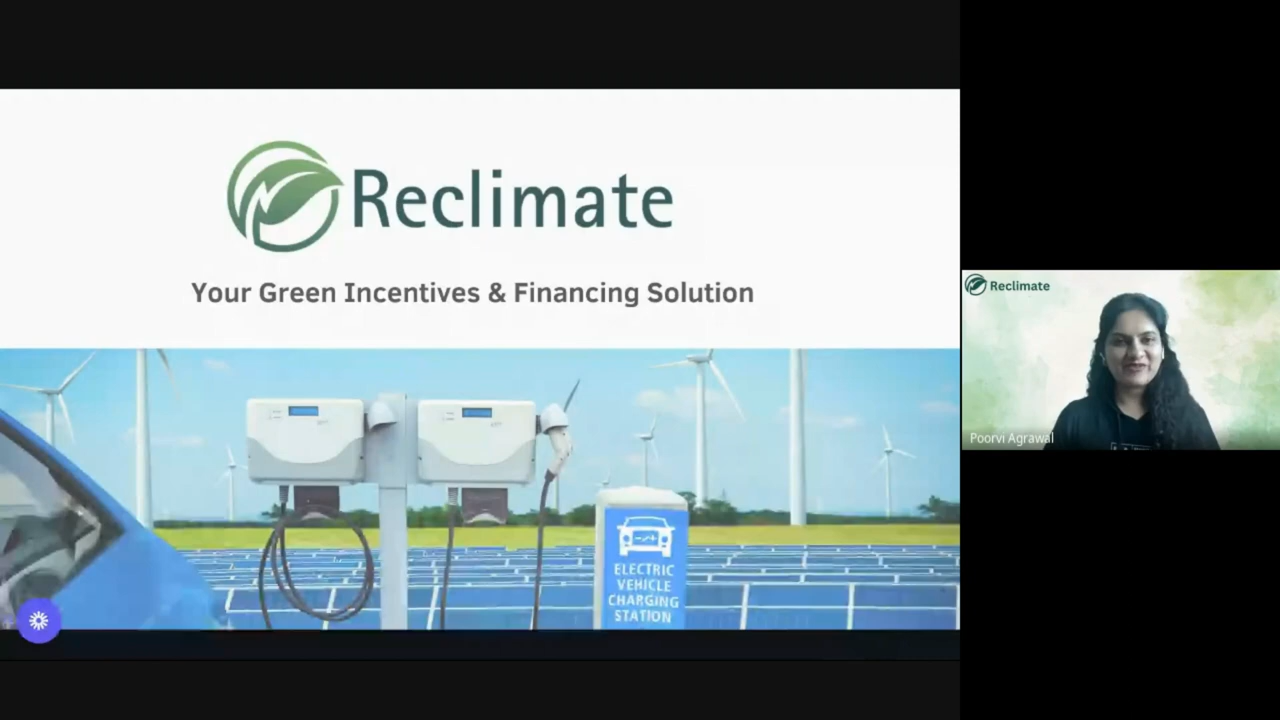 Reclimate
Your Green Incentives & Financing Solution
ELECTRIC
VEHICLE
CHARGING
STATION
Reclimate
Poorvi Agrawal